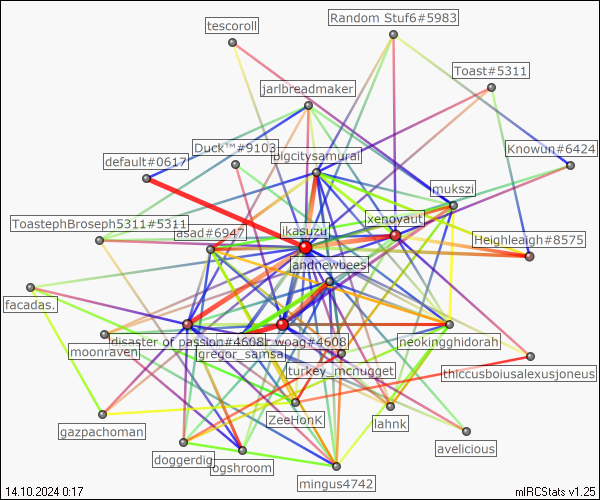 Random Stuf6#5983
tescoroll
Toast#5311
jarlbreadmaker
Duck™#9103
Knowun#6424
bigcitysamurai
default#0617
mukszi
xenoyaut
ToastephBroseph5311#5311
asad#6947
ikasuzu
Heighleaigh#8575
andnewbees
facadas.
disaster of passion#4608
woag#4608
neokingghidorah
moonraven
gregor_samsa
turkey_mcnugget
thiccusboiusalexusjoneus
ZeeHonK
lahnk
gazpachoman
avelicious
doggerdig
ogshroom
mingus4742
14.10.2024 0:17
mIRCStats v1.25